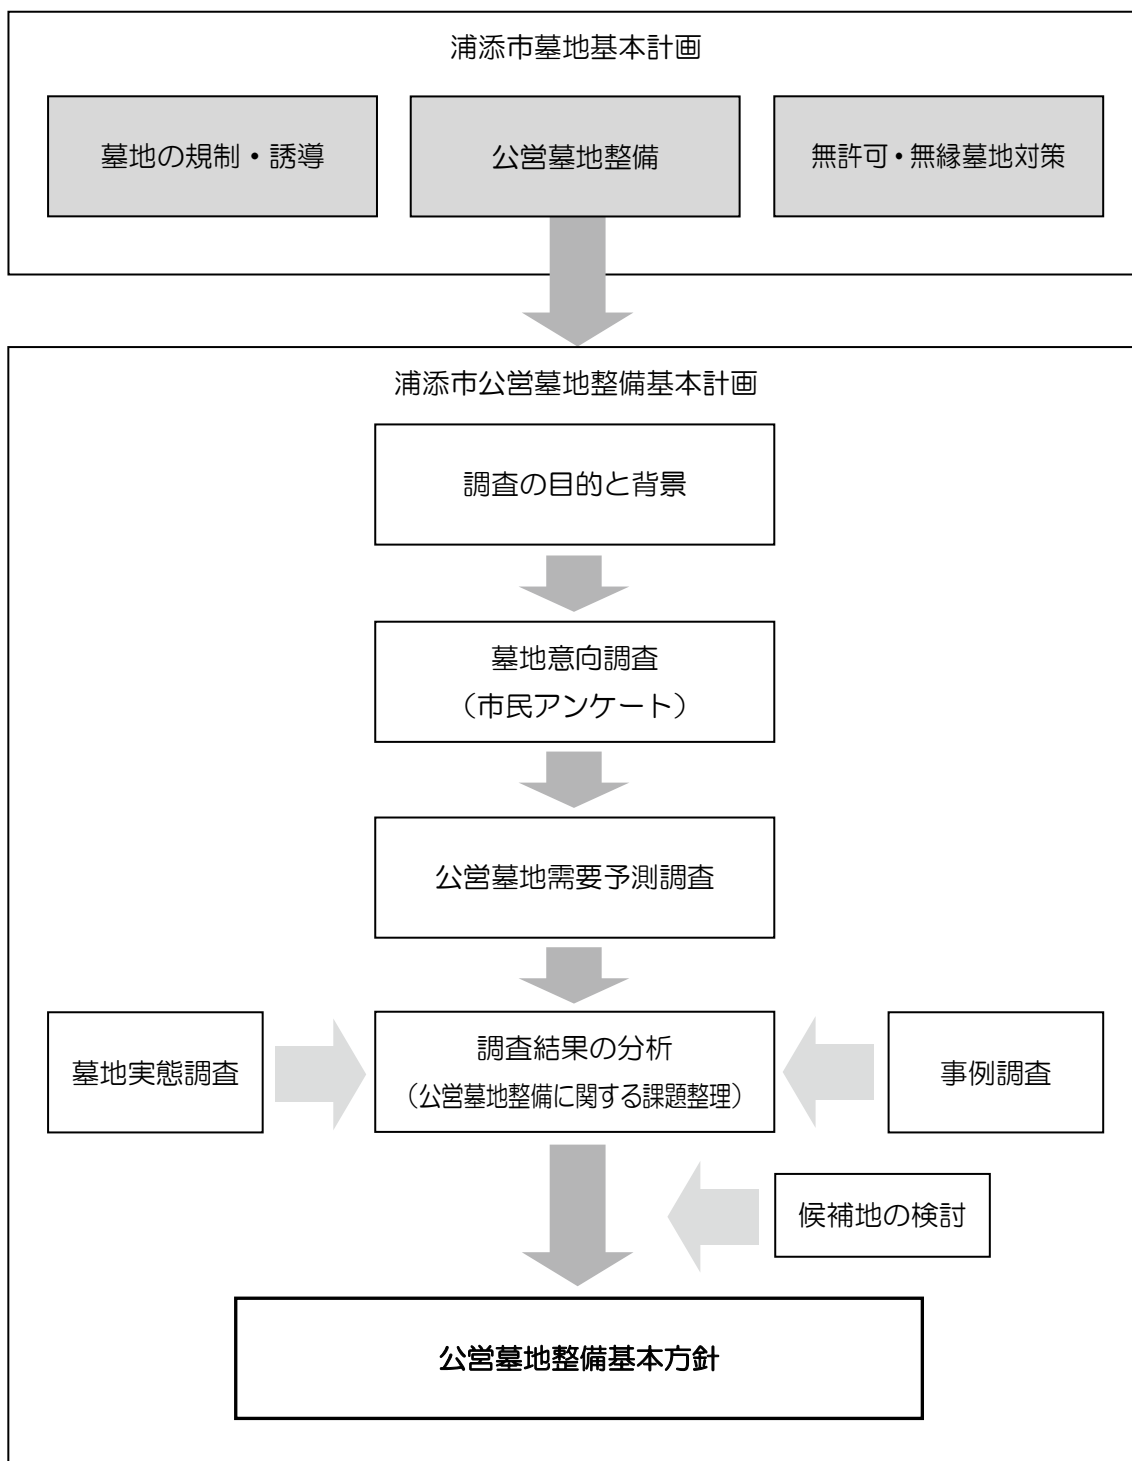 浦添市墓地基本計画
墓地の規制・誘導
公営墓地整備
無許可・無縁墓地対策
浦添市公営墓地整備基本計画
調査の目的と背景
墓地意向調査
（市民アンケート）
公営墓地需要予測調査
墓地実態調査
調査結果の分析
（公営墓地整備に関する課題整理）
事例調査
候補地の検討
公営墓地整備基本方針